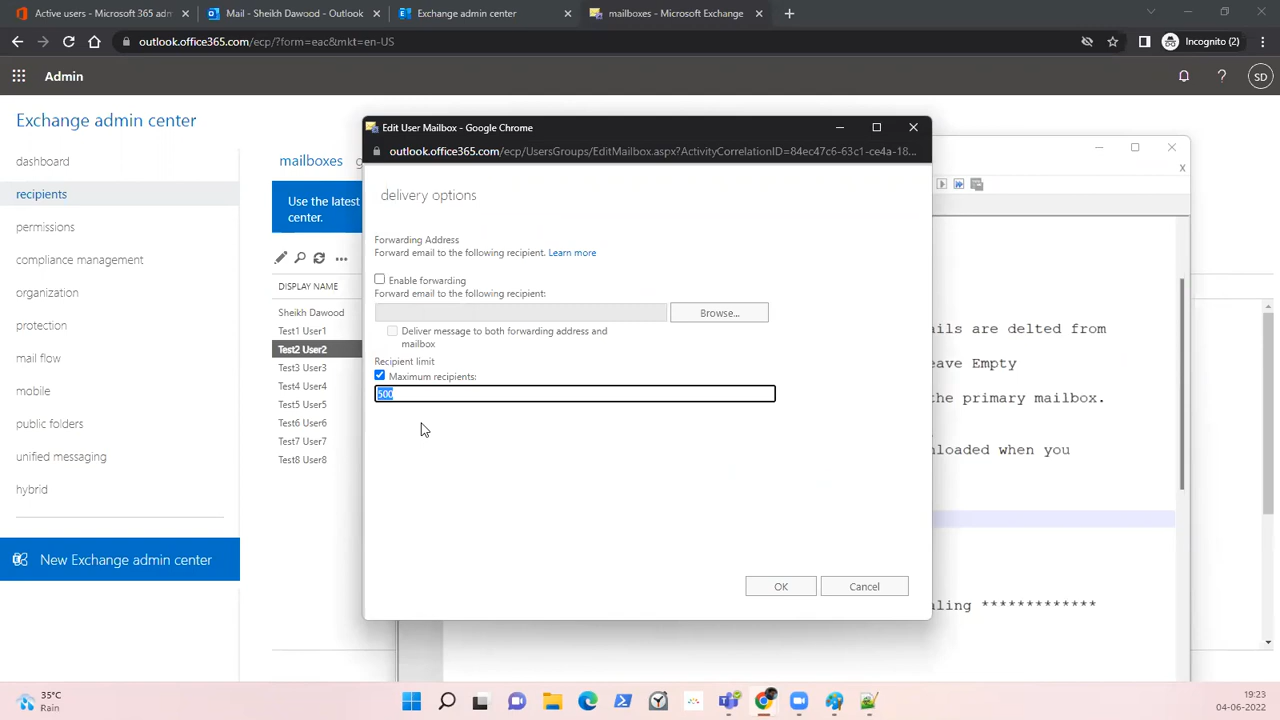 Active users - Microsoft 365 adm
Mail - Sheikh Dawood - Outlook
Exchange admin center
mailboxes - Microsoft Exchange
outlook.office365.com/ecp/?form=eac&mkt=en-US
Incognito (2)
Admin
SD
Exchange admin center
dashboard
recipients
permissions
compliance management
organization
protection
mail flow
mobile
public folders
unified messaging
hybrid
New Exchange admin center
mailboxes
Use the latest
center.
DISPLAY NAME
Sheikh Dawood
Test1 User1
Test2 User2
Test3 User3
Test4 User4
Test5 User5
Test6 User6
Test7 User7
Test8 User8
Edit User Mailbox - Google Chrome
outlook.office365.com/ecp/UsersGroups/EditMailbox.aspx?ActivityCorrelationID=84ec47c6-63c1-ce4a-18...
delivery options
Forwarding Address
Forward email to the following recipient. Learn more
Enable forwarding
Forward email to the following recipient:
Browse...
Deliver message to both forwarding address and
mailbox
Recipient limit
Maximum recipients:
500
OK
Cancel
ails are delted from
eave Empty
the primary mailbox.
nloaded when you
aling *************
35°C
Rain
19:23
04-06-2022